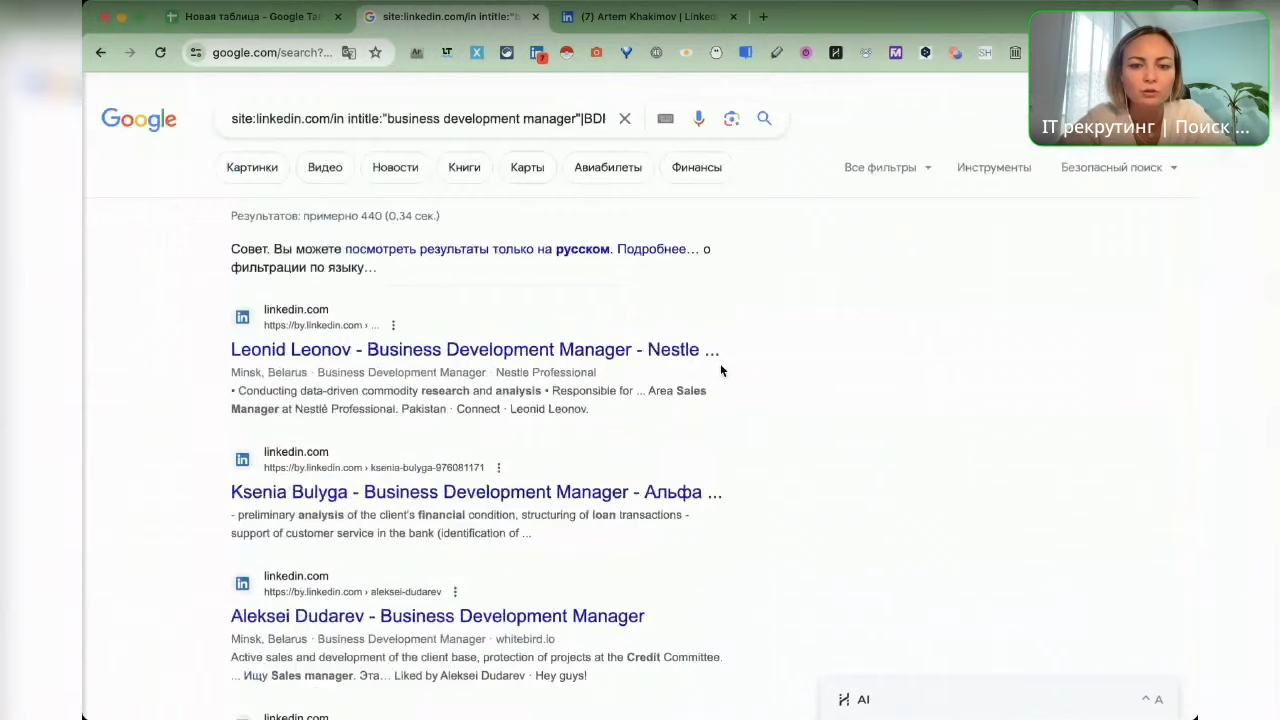 Новая таблица - Google Та
site:linkedin.com/in intitle:"b
(7) Artem Khakimov | Linke
google.com/search?...
7
SH
IT рекрутинг | Поиск ...
Google
site:linkedin.com/in intitle:"business development manager"|BD
Картинки
Видео
Новости
Книги
Карты
Авиабилеты
Финансы
Все фильтры
Инструменты
Безопасный поиск
Результатов: примерно 440 (0,34 сек.)
Совет. Вы можете посмотреть результаты только на русском. Подробнее… о
фильтрации по языку…
linkedin.com
https://by.linkedin.com › ...
Leonid Leonov - Business Development Manager - Nestle ...
Minsk, Belarus · Business Development Manager · Nestle Professional
• Conducting data-driven commodity research and analysis • Responsible for ... Area Sales
Manager at Nestlé Professional. Pakistan · Connect · Leonid Leonov.
linkedin.com
https://by.linkedin.com › ksenia-bulyga-976081171
Ksenia Bulyga - Business Development Manager - Альфа ...
- preliminary analysis of the client's financial condition, structuring of loan transactions -
support of customer service in the bank (identification of ...
linkedin.com
https://by.linkedin.com › aleksei-dudarev
Aleksei Dudarev - Business Development Manager
Minsk, Belarus · Business Development Manager · whitebird.io
Active sales and development of the client base, protection of projects at the Credit Committee.
... Ищу Sales manager. Эта... Liked by Aleksei Dudarev · Hey guys!
linkedin.com
AI
A